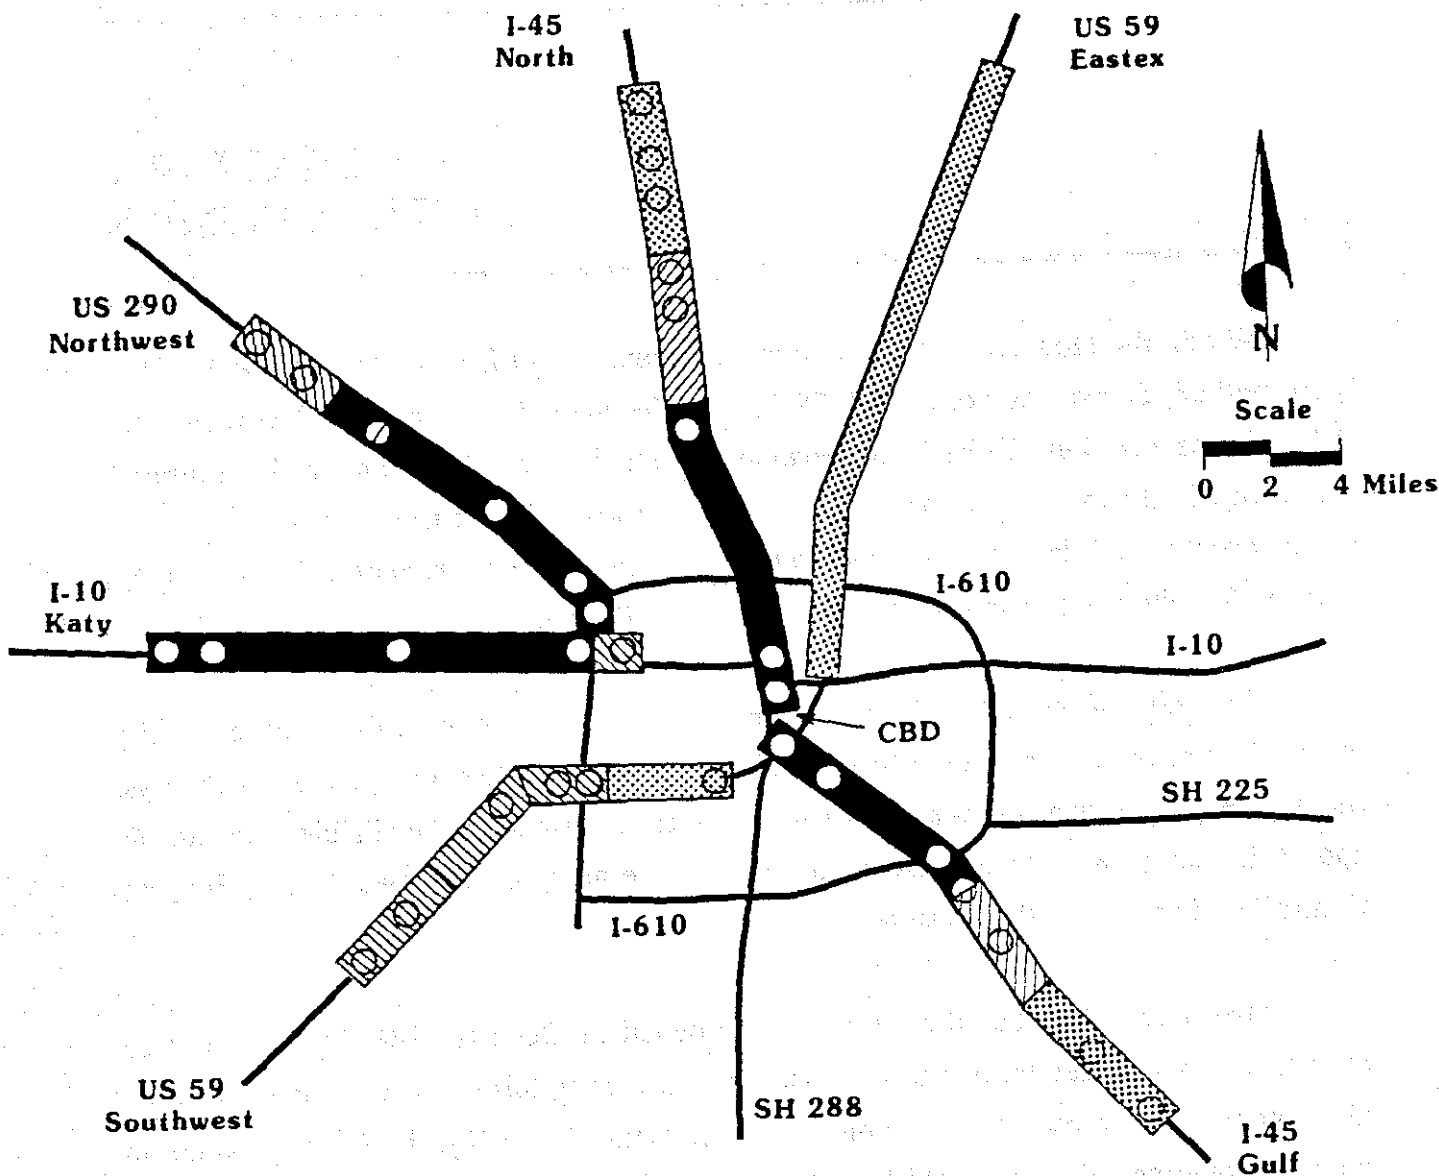 I-45
North
US 59
Eastex
US 290
Northwest
N
Scale
0 2 4 Miles
I-10
Katy
I-610
I-10
CBD
SH 225
I-610
US 59
Southwest
SH 288
I-45
Gulf